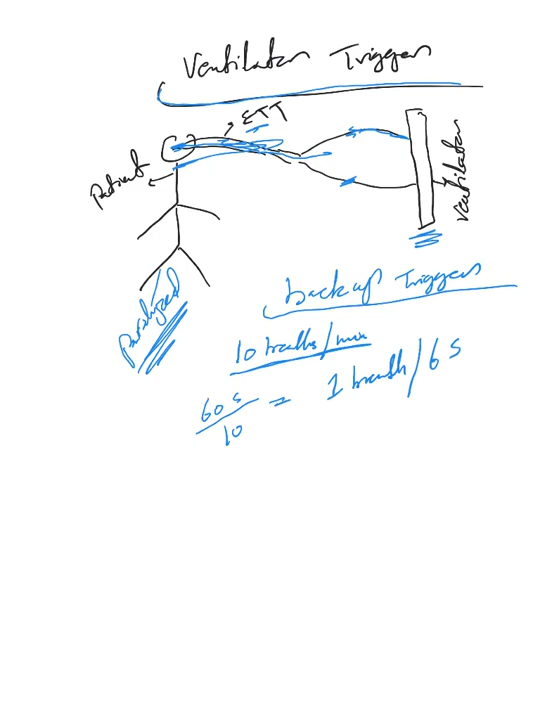 Ventilator Trigger
ETT
Patient
Ventilator
Paralyzed
backup Trigger
10 breaths/min
60 s
10
= 1 breath/6 s